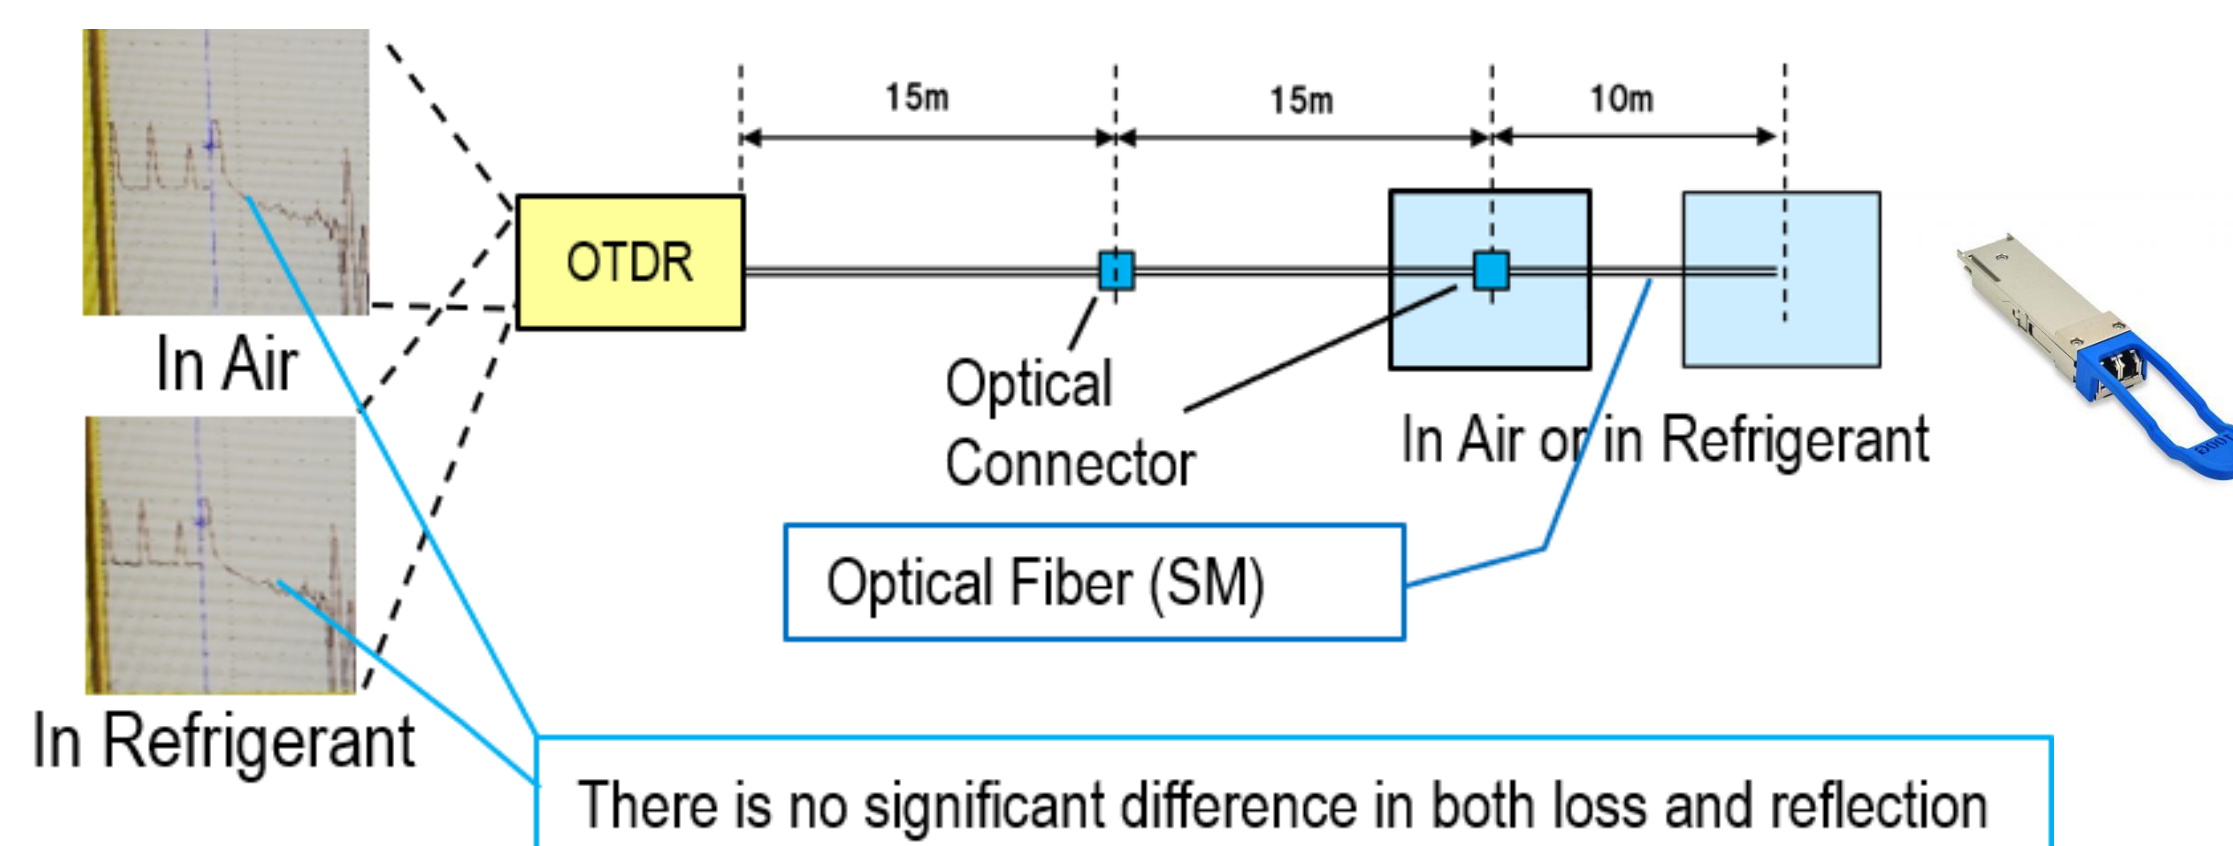 15m
15m
10m
OTDR
In Air
Optical
Connector
In Air or in Refrigerant
Optical Fiber (SM)
In Refrigerant
There is no significant difference in both loss and reflection